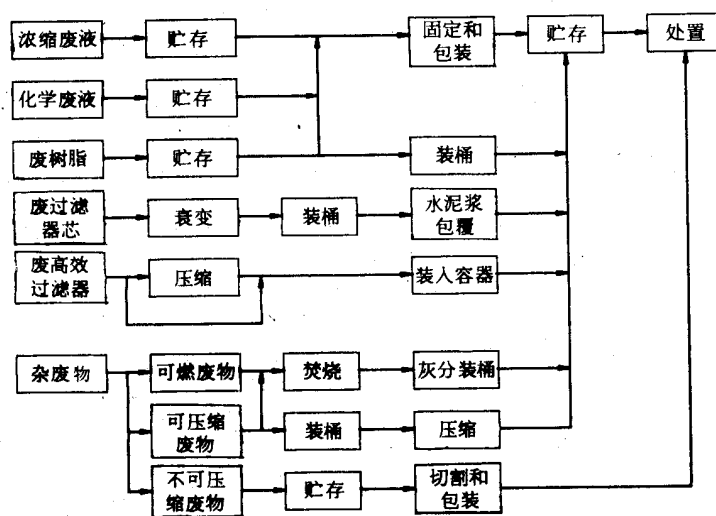 浓缩废液
贮存
固定和
包装
贮存
处置
化学废液
贮存
废树脂
贮存
装桶
废过滤
器芯
衰变
装桶
水泥浆
包覆
废高效
过滤器
压缩
装入容器
杂废物
可燃废物
焚烧
灰分装桶
可压缩
废物
装桶
压缩
不可压
缩废物
贮存
切割和
包装